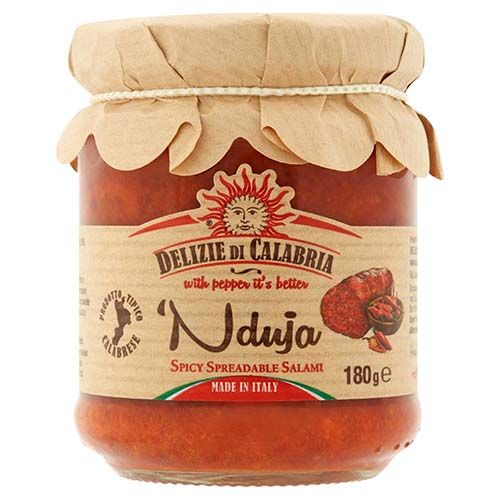 ®
DELIZIE DI CALABRIA
with pepper it's better
'Nduja
PRODOTTO TIPICO
CALABRESE
SPICY SPREADABLE SALAMI
MADE IN ITALY
180g℮